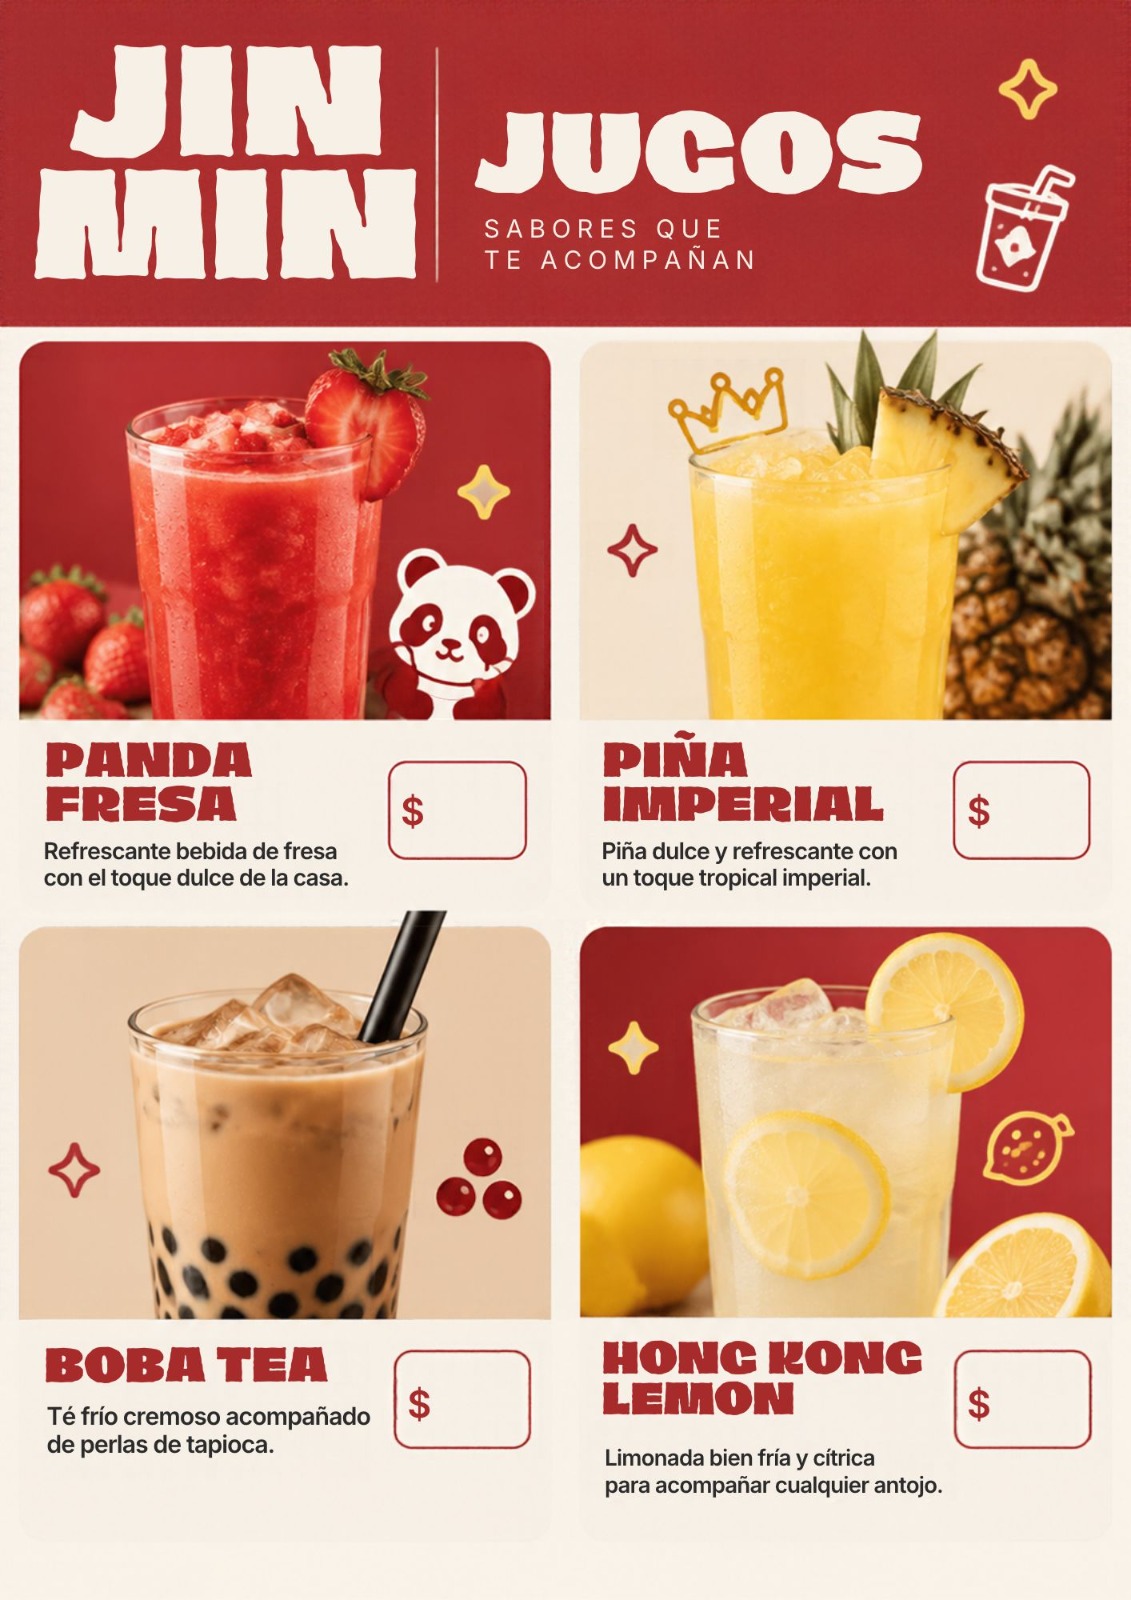 JIN
MIN
JUGOS
SABORES QUE
TE ACOMPAÑAN
PANDA
FRESA
$
Refrescante bebida de fresa
con el toque dulce de la casa.
PIÑA
IMPERIAL
$
Piña dulce y refrescante con
un toque tropical imperial.
BOBA TEA
$
Té frío cremoso acompañado
de perlas de tapioca.
HONG KONG
LEMON
$
Limonada bien fría y cítrica
para acompañar cualquier antojo.